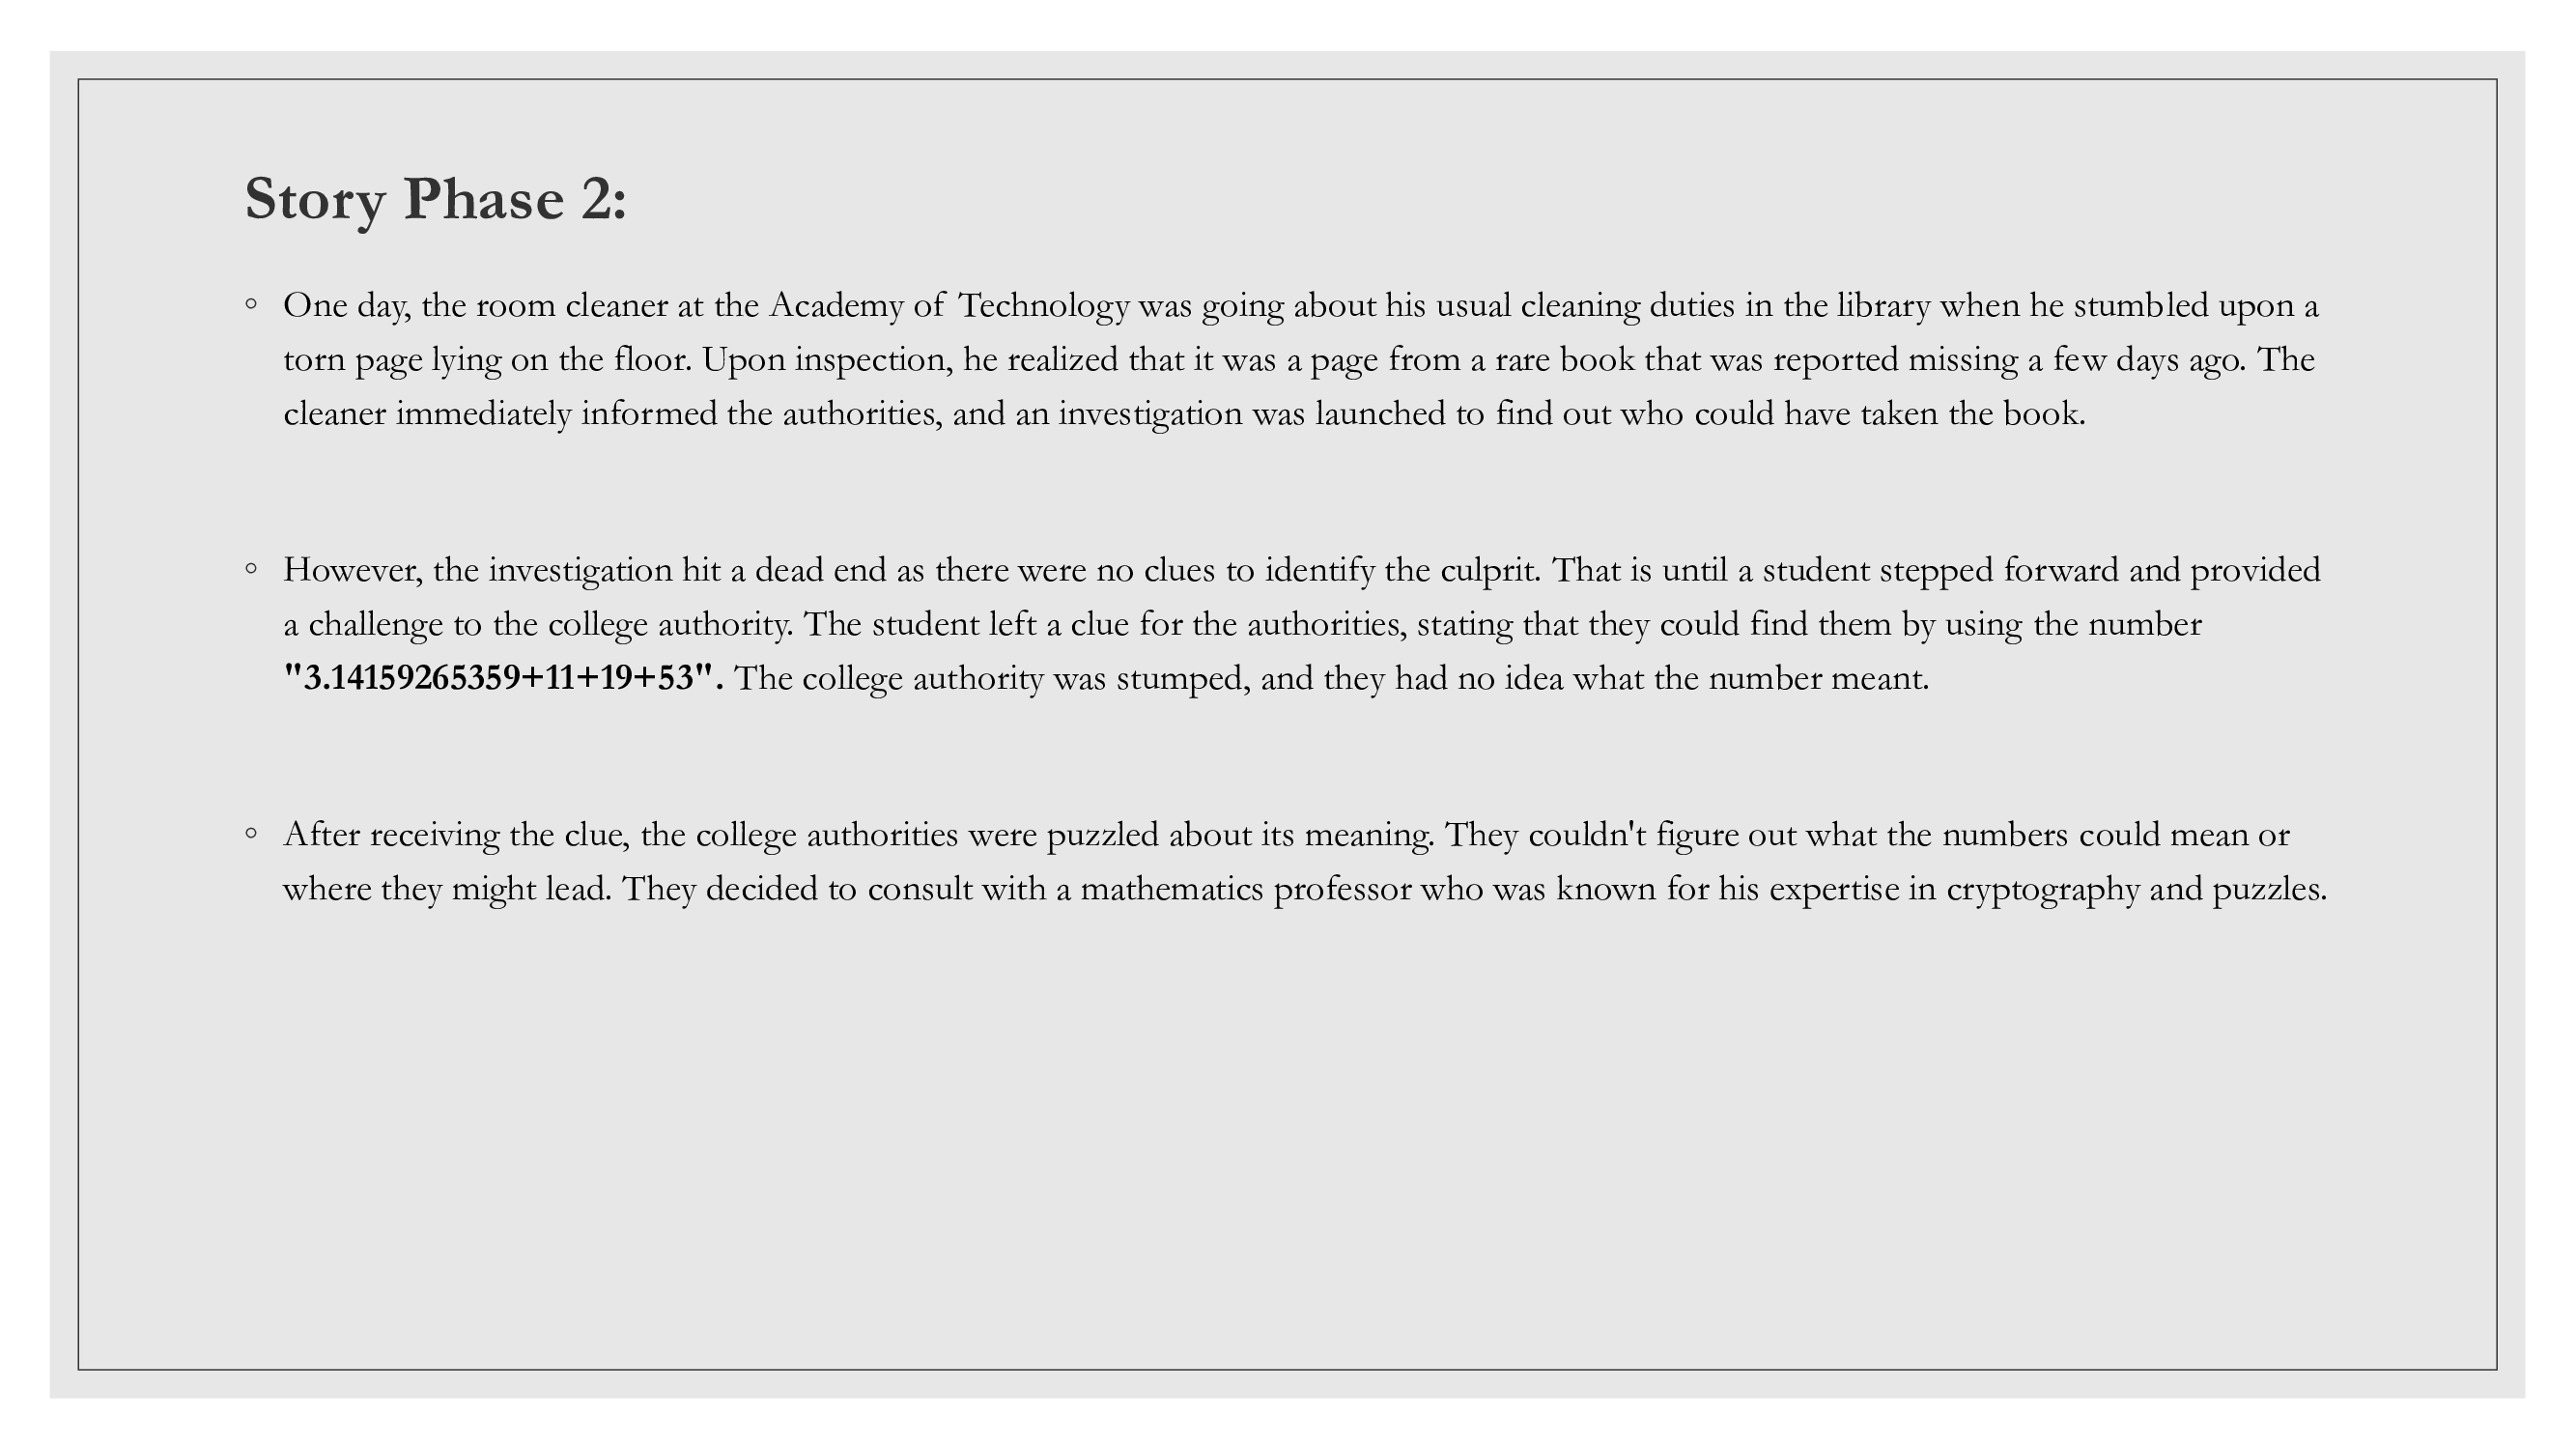 Story Phase 2:
◦ One day, the room cleaner at the Academy of Technology was going about his usual cleaning duties in the library when he stumbled upon a
torn page lying on the floor. Upon inspection, he realized that it was a page from a rare book that was reported missing a few days ago. The
cleaner immediately informed the authorities, and an investigation was launched to find out who could have taken the book.
◦ However, the investigation hit a dead end as there were no clues to identify the culprit. That is until a student stepped forward and provided
a challenge to the college authority. The student left a clue for the authorities, stating that they could find them by using the number
"3.14159265359+11+19+53". The college authority was stumped, and they had no idea what the number meant.
◦ After receiving the clue, the college authorities were puzzled about its meaning. They couldn't figure out what the numbers could mean or
where they might lead. They decided to consult with a mathematics professor who was known for his expertise in cryptography and puzzles.